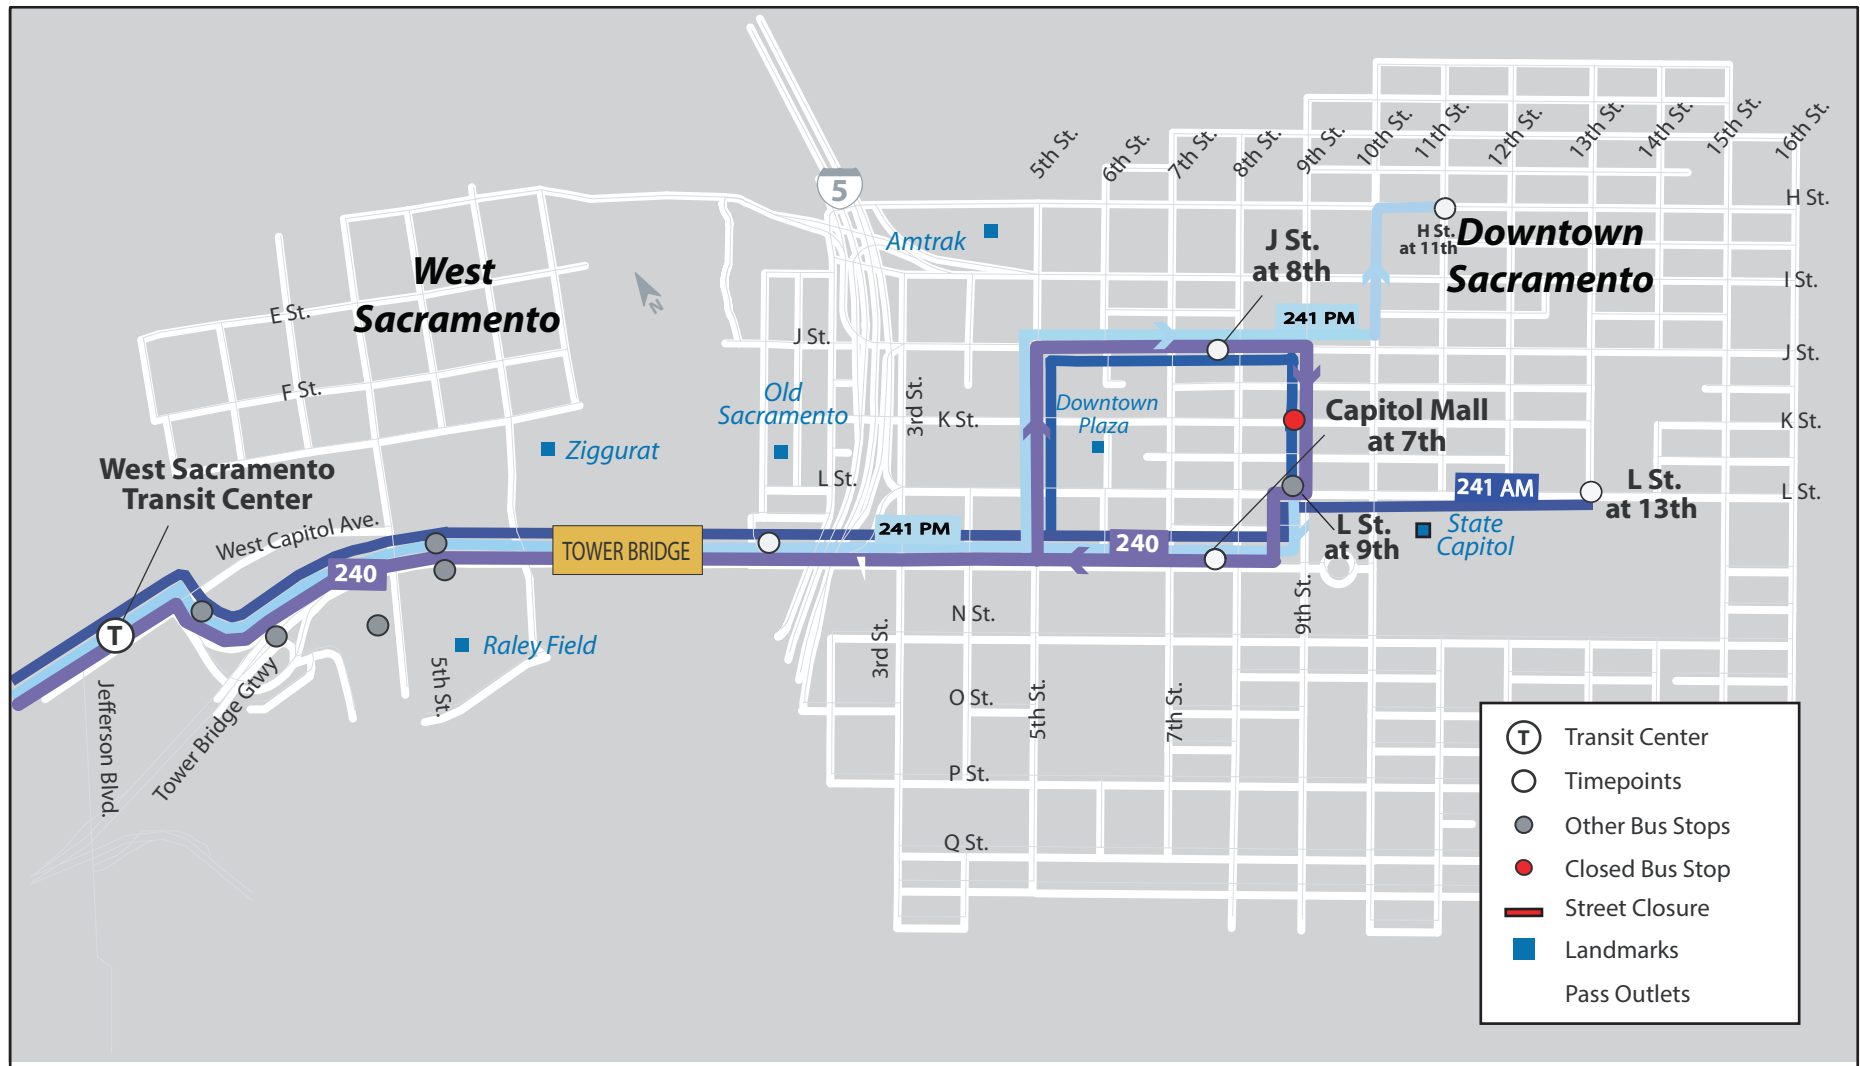 5th St.
6th St.
7th St.
8th St.
9th St.
10th St.
11th St.
12th St.
13th St.
14th St.
15th St.
16th St.
5
H St.
Amtrak
J St.
at 8th
H St.
at 11th
Downtown
Sacramento
West
Sacramento
N
I St.
E St.
241 PM
J St.
J St.
F St.
Old
Sacramento
3rd St.
K St.
Downtown
Plaza
Capitol Mall
at 7th
K St.
Ziggurat
West Sacramento
Transit Center
L St.
241 AM
L St.
at 13th
L St.
West Capitol Ave.
241 PM
TOWER BRIDGE
240
L St.
at 9th
State
Capitol
240
T
N St.
9th St.
Raley Field
3rd St.
5th St.
Jefferson Blvd.
Tower Bridge Gtwy
O St.
5th St.
7th St.
P St.
Q St.
T Transit Center
Timepoints
Other Bus Stops
Closed Bus Stop
Street Closure
Landmarks
Pass Outlets